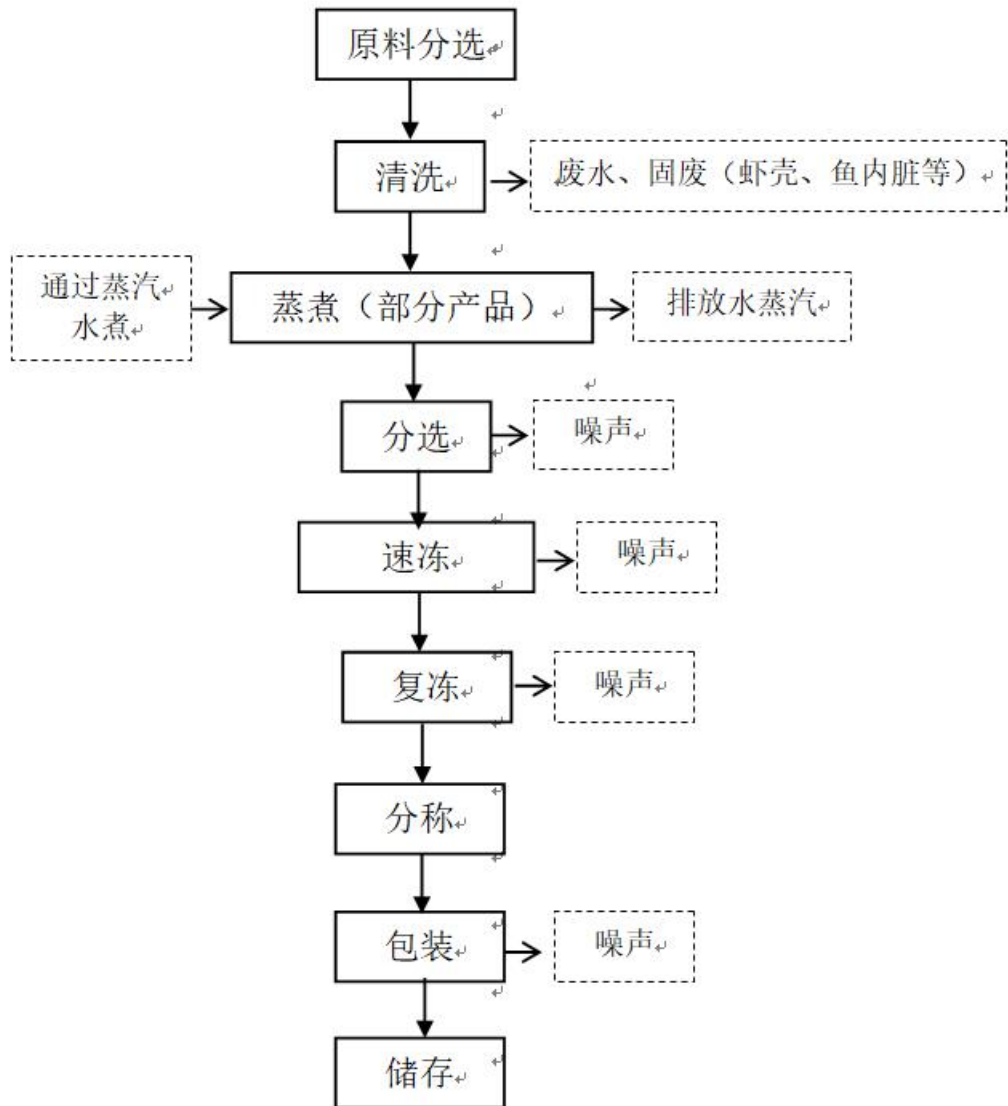 原料分选
清洗
废水、固废（虾壳、鱼内脏等）
通过蒸汽
水煮
蒸煮（部分产品）
排放水蒸汽
分选
噪声
速冻
噪声
复冻
噪声
分称
包装
噪声
储存